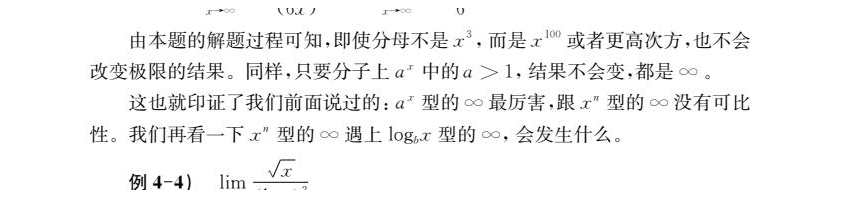 x→∞ (6x)′ x→∞ 6
由本题的解题过程可知,即使分母不是 x³,而是 x¹⁰⁰ 或者更高次方,也不会
改变极限的结果。同样,只要分子上 aˣ 中的 a > 1,结果不会变,都是 ∞ 。
这也就印证了我们前面说过的:aˣ 型的 ∞ 最厉害,跟 xⁿ 型的 ∞ 没有可比
性。我们再看一下 xⁿ 型的 ∞ 遇上 log_b x 型的 ∞,会发生什么。
例 4-4) lim √x